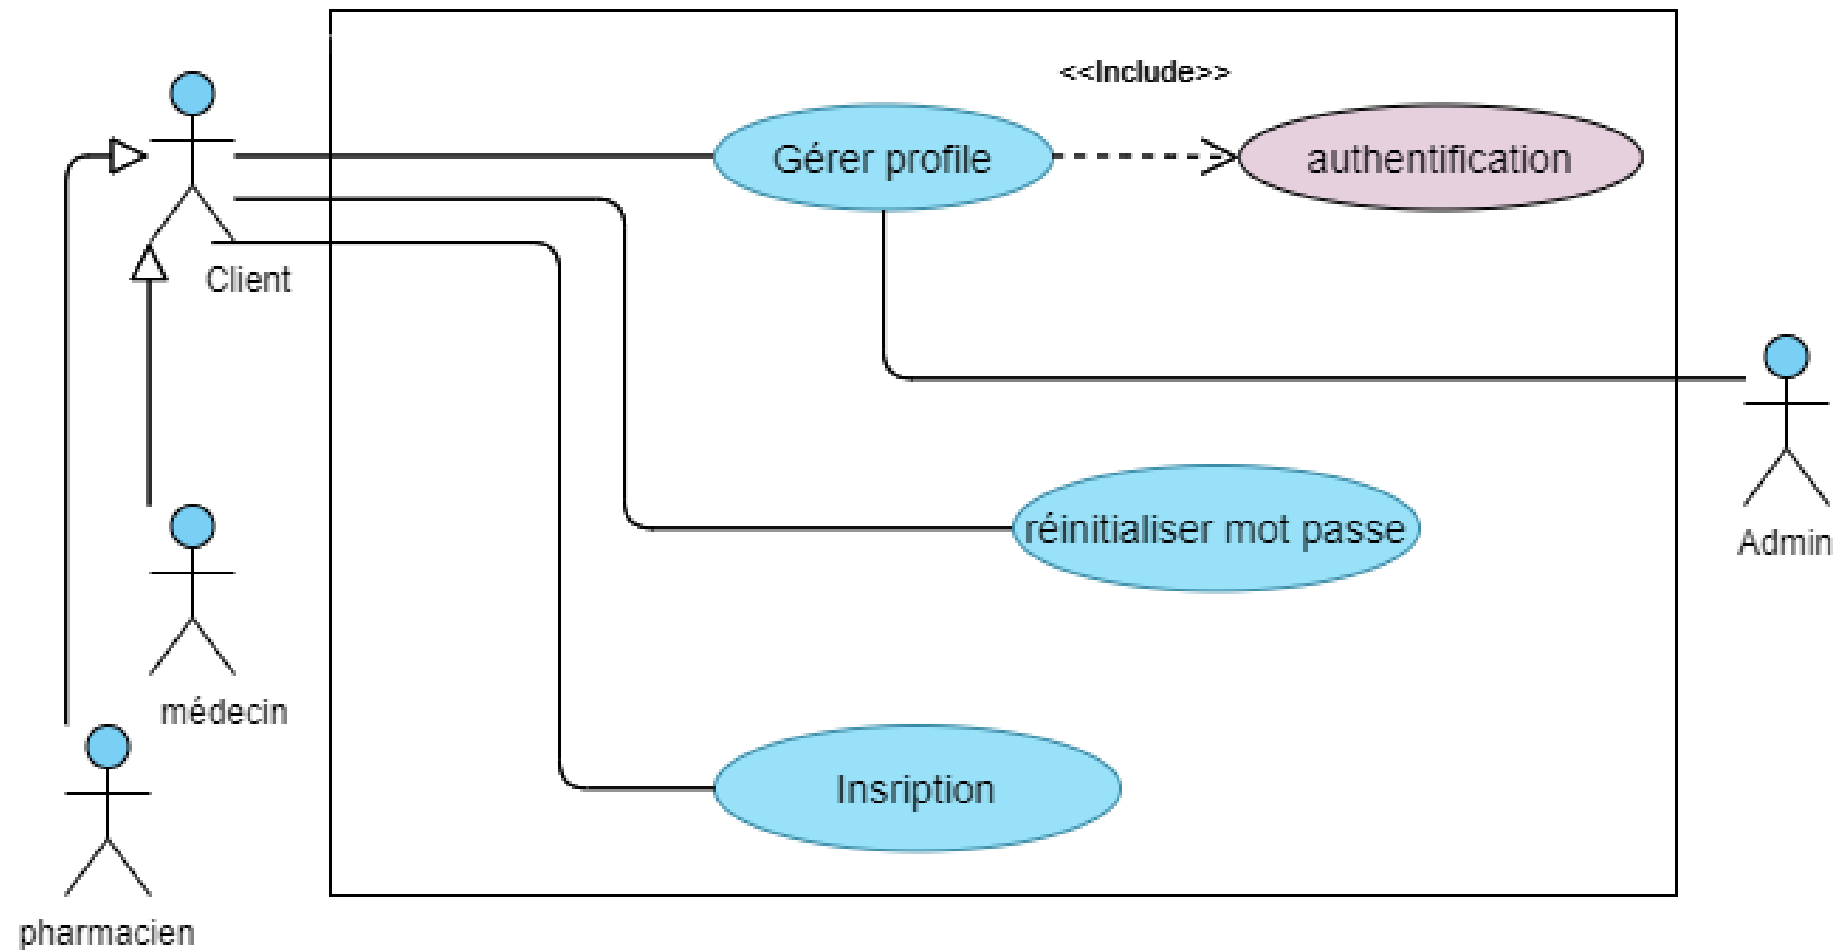 <<Include>>
Gérer profile
authentification
Client
réinitialiser mot passe
Admin
médecin
Insription
pharmacien